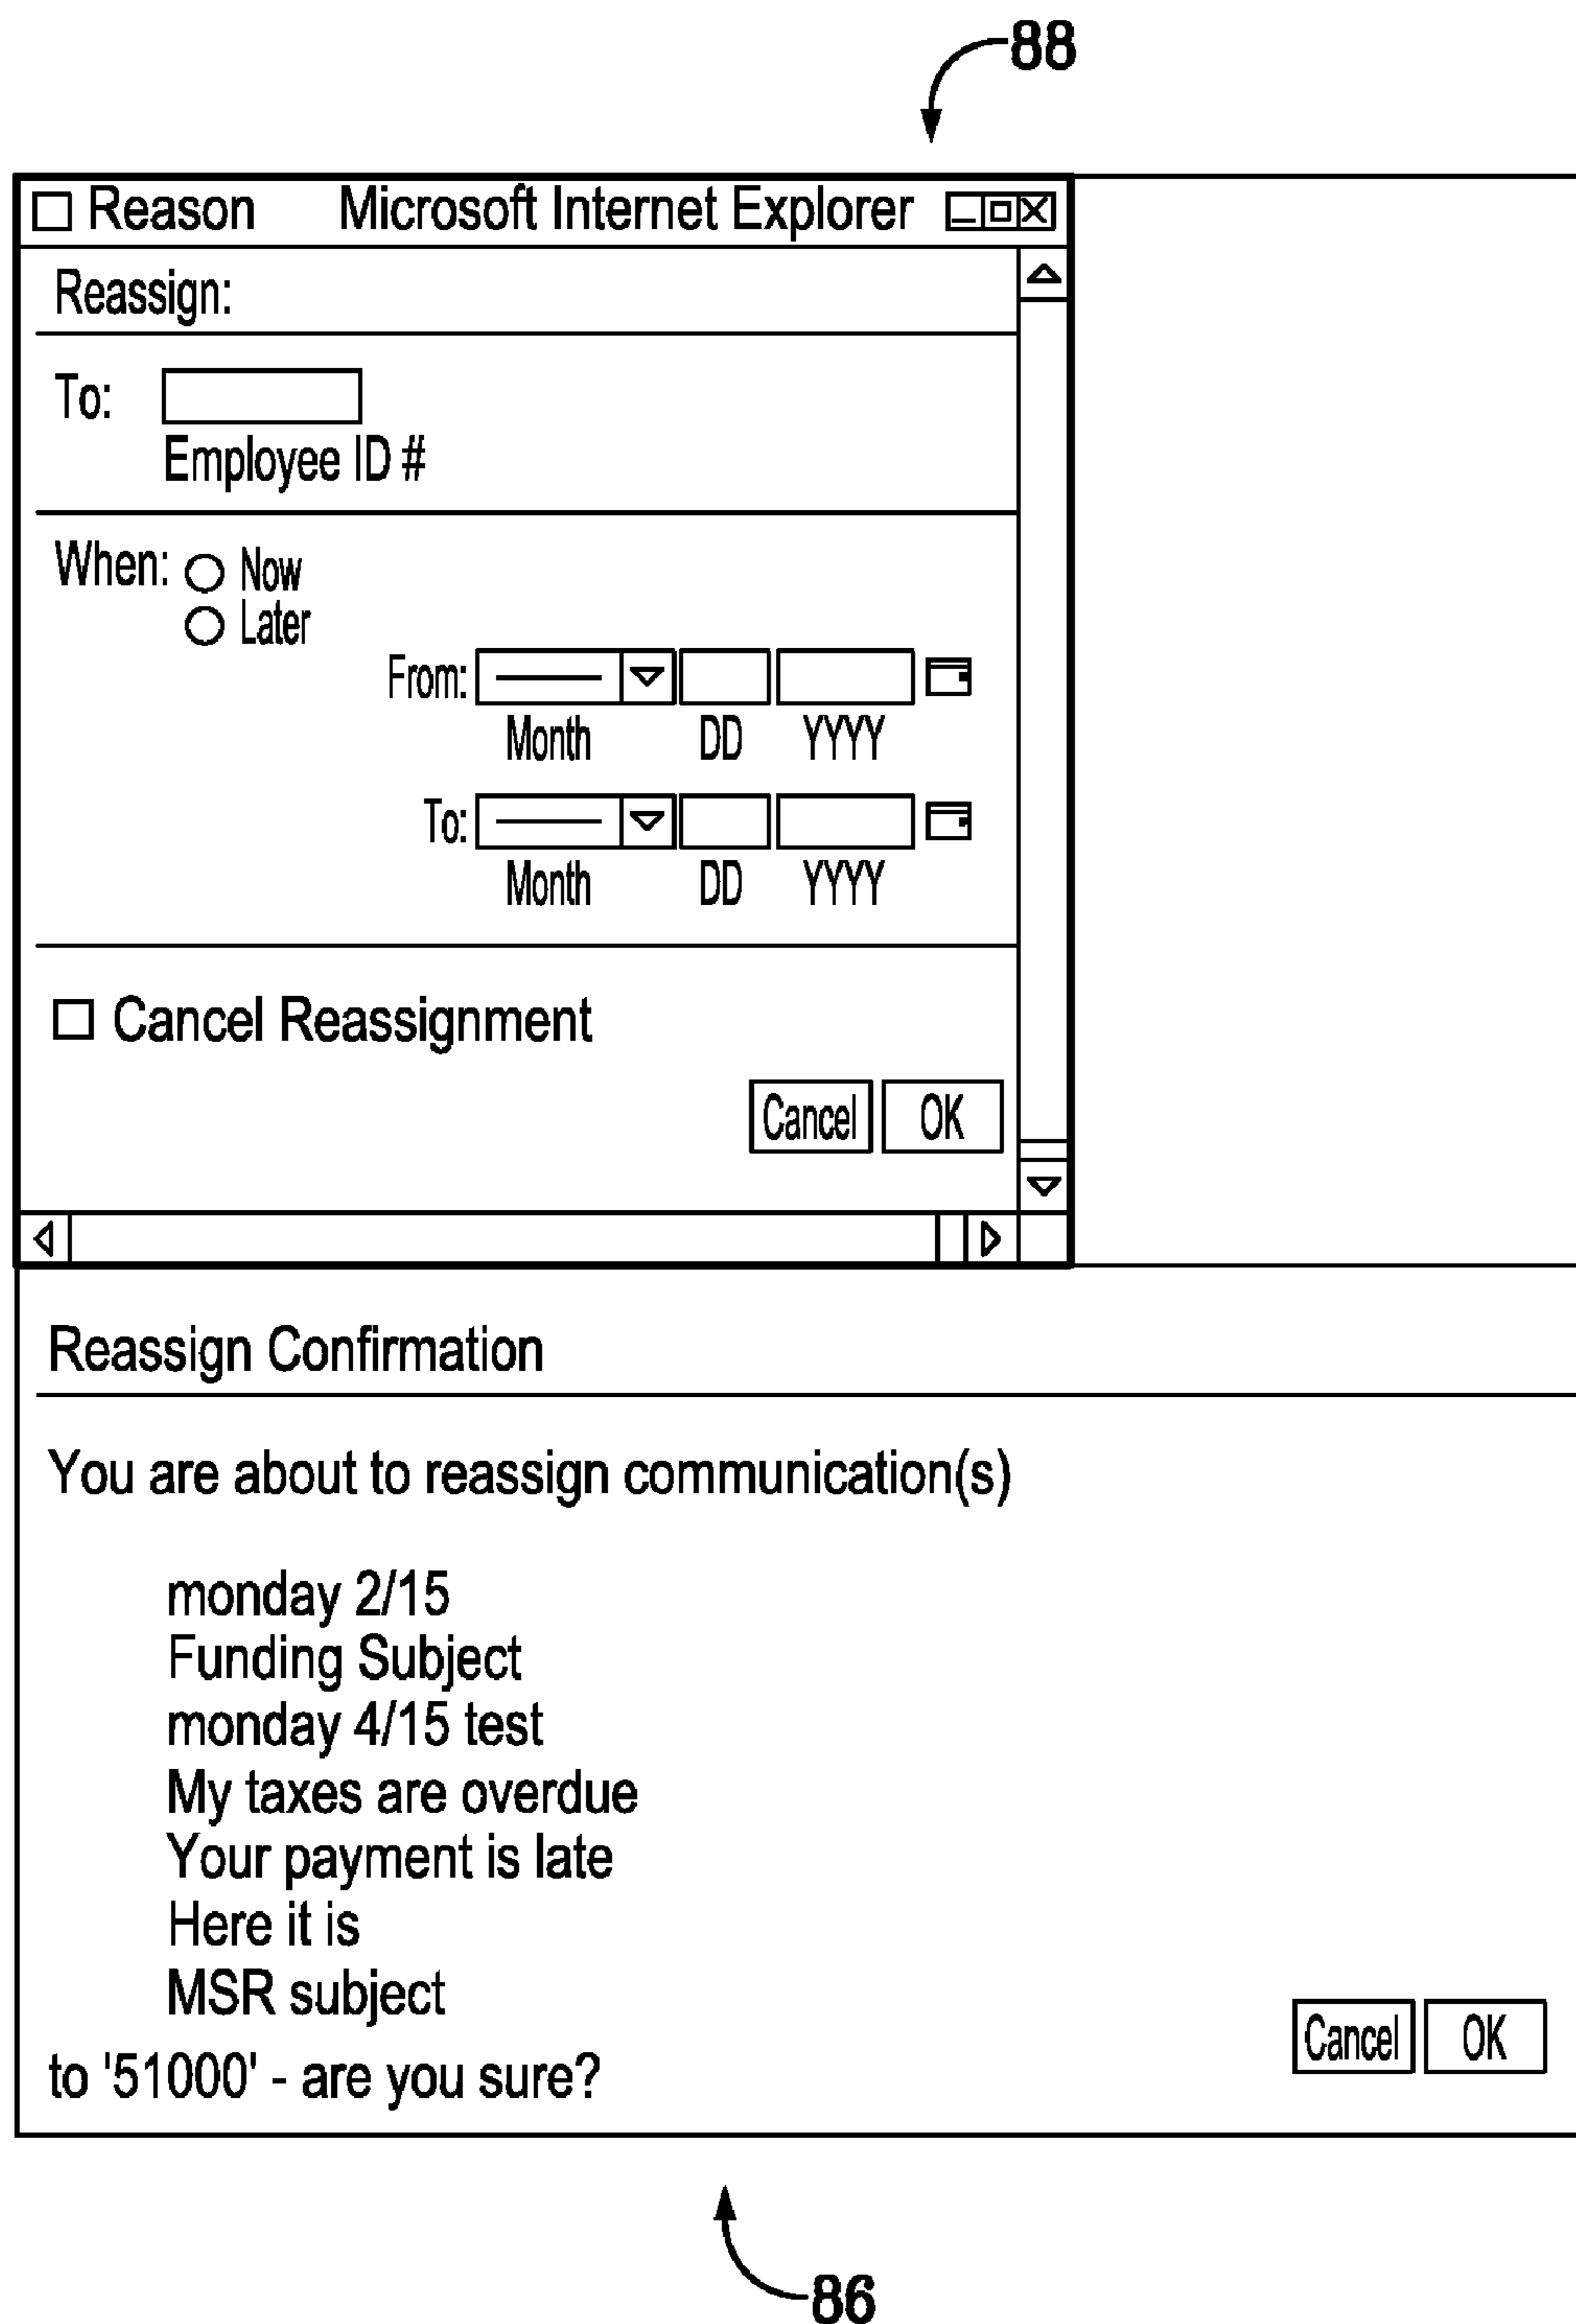 88
Reason Microsoft Internet Explorer
Reassign:
To:
Employee ID #
When: Now
Later
From:
Month DD YYYY
To:
Month DD YYYY
Cancel Reassignment
Cancel OK
Reassign Confirmation
You are about to reassign communication(s)
monday 2/15
Funding Subject
monday 4/15 test
My taxes are overdue
Your payment is late
Here it is
MSR subject
to '51000' - are you sure?
Cancel OK
86